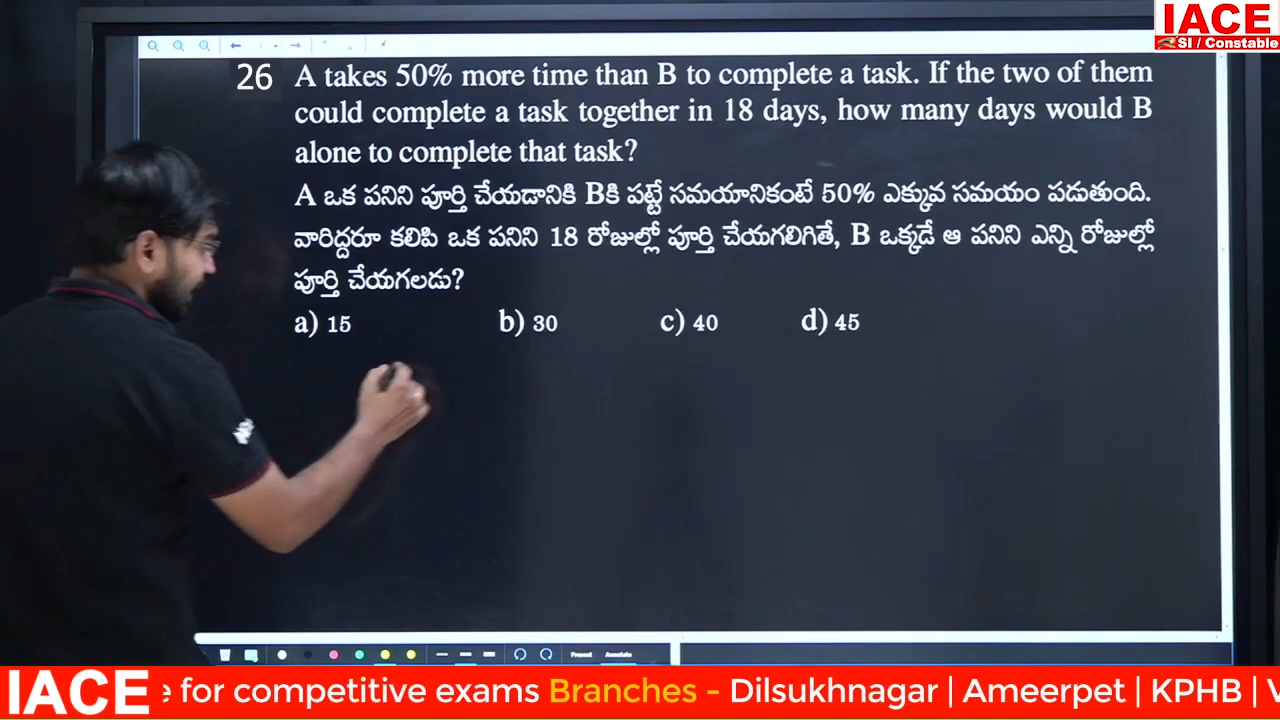 IACE
SI / Constable
26 A takes 50% more time than B to complete a task. If the two of them
could complete a task together in 18 days, how many days would B
alone to complete that task?
A ఒక పనిని పూర్తి చేయడానికి Bకి పట్టే సమయానికంటే 50% ఎక్కువ సమయం పడుతుంది.
వారిద్దరూ కలిపి ఒక పనిని 18 రోజుల్లో పూర్తి చేయగలిగితే, B ఒక్కడే ఆ పనిని ఎన్ని రోజుల్లో
పూర్తి చేయగలడు?
a) 15 b) 30 c) 40 d) 45
Present Annotate
IACE e for competitive exams Branches - Dilsukhnagar | Ameerpet | KPHB | V